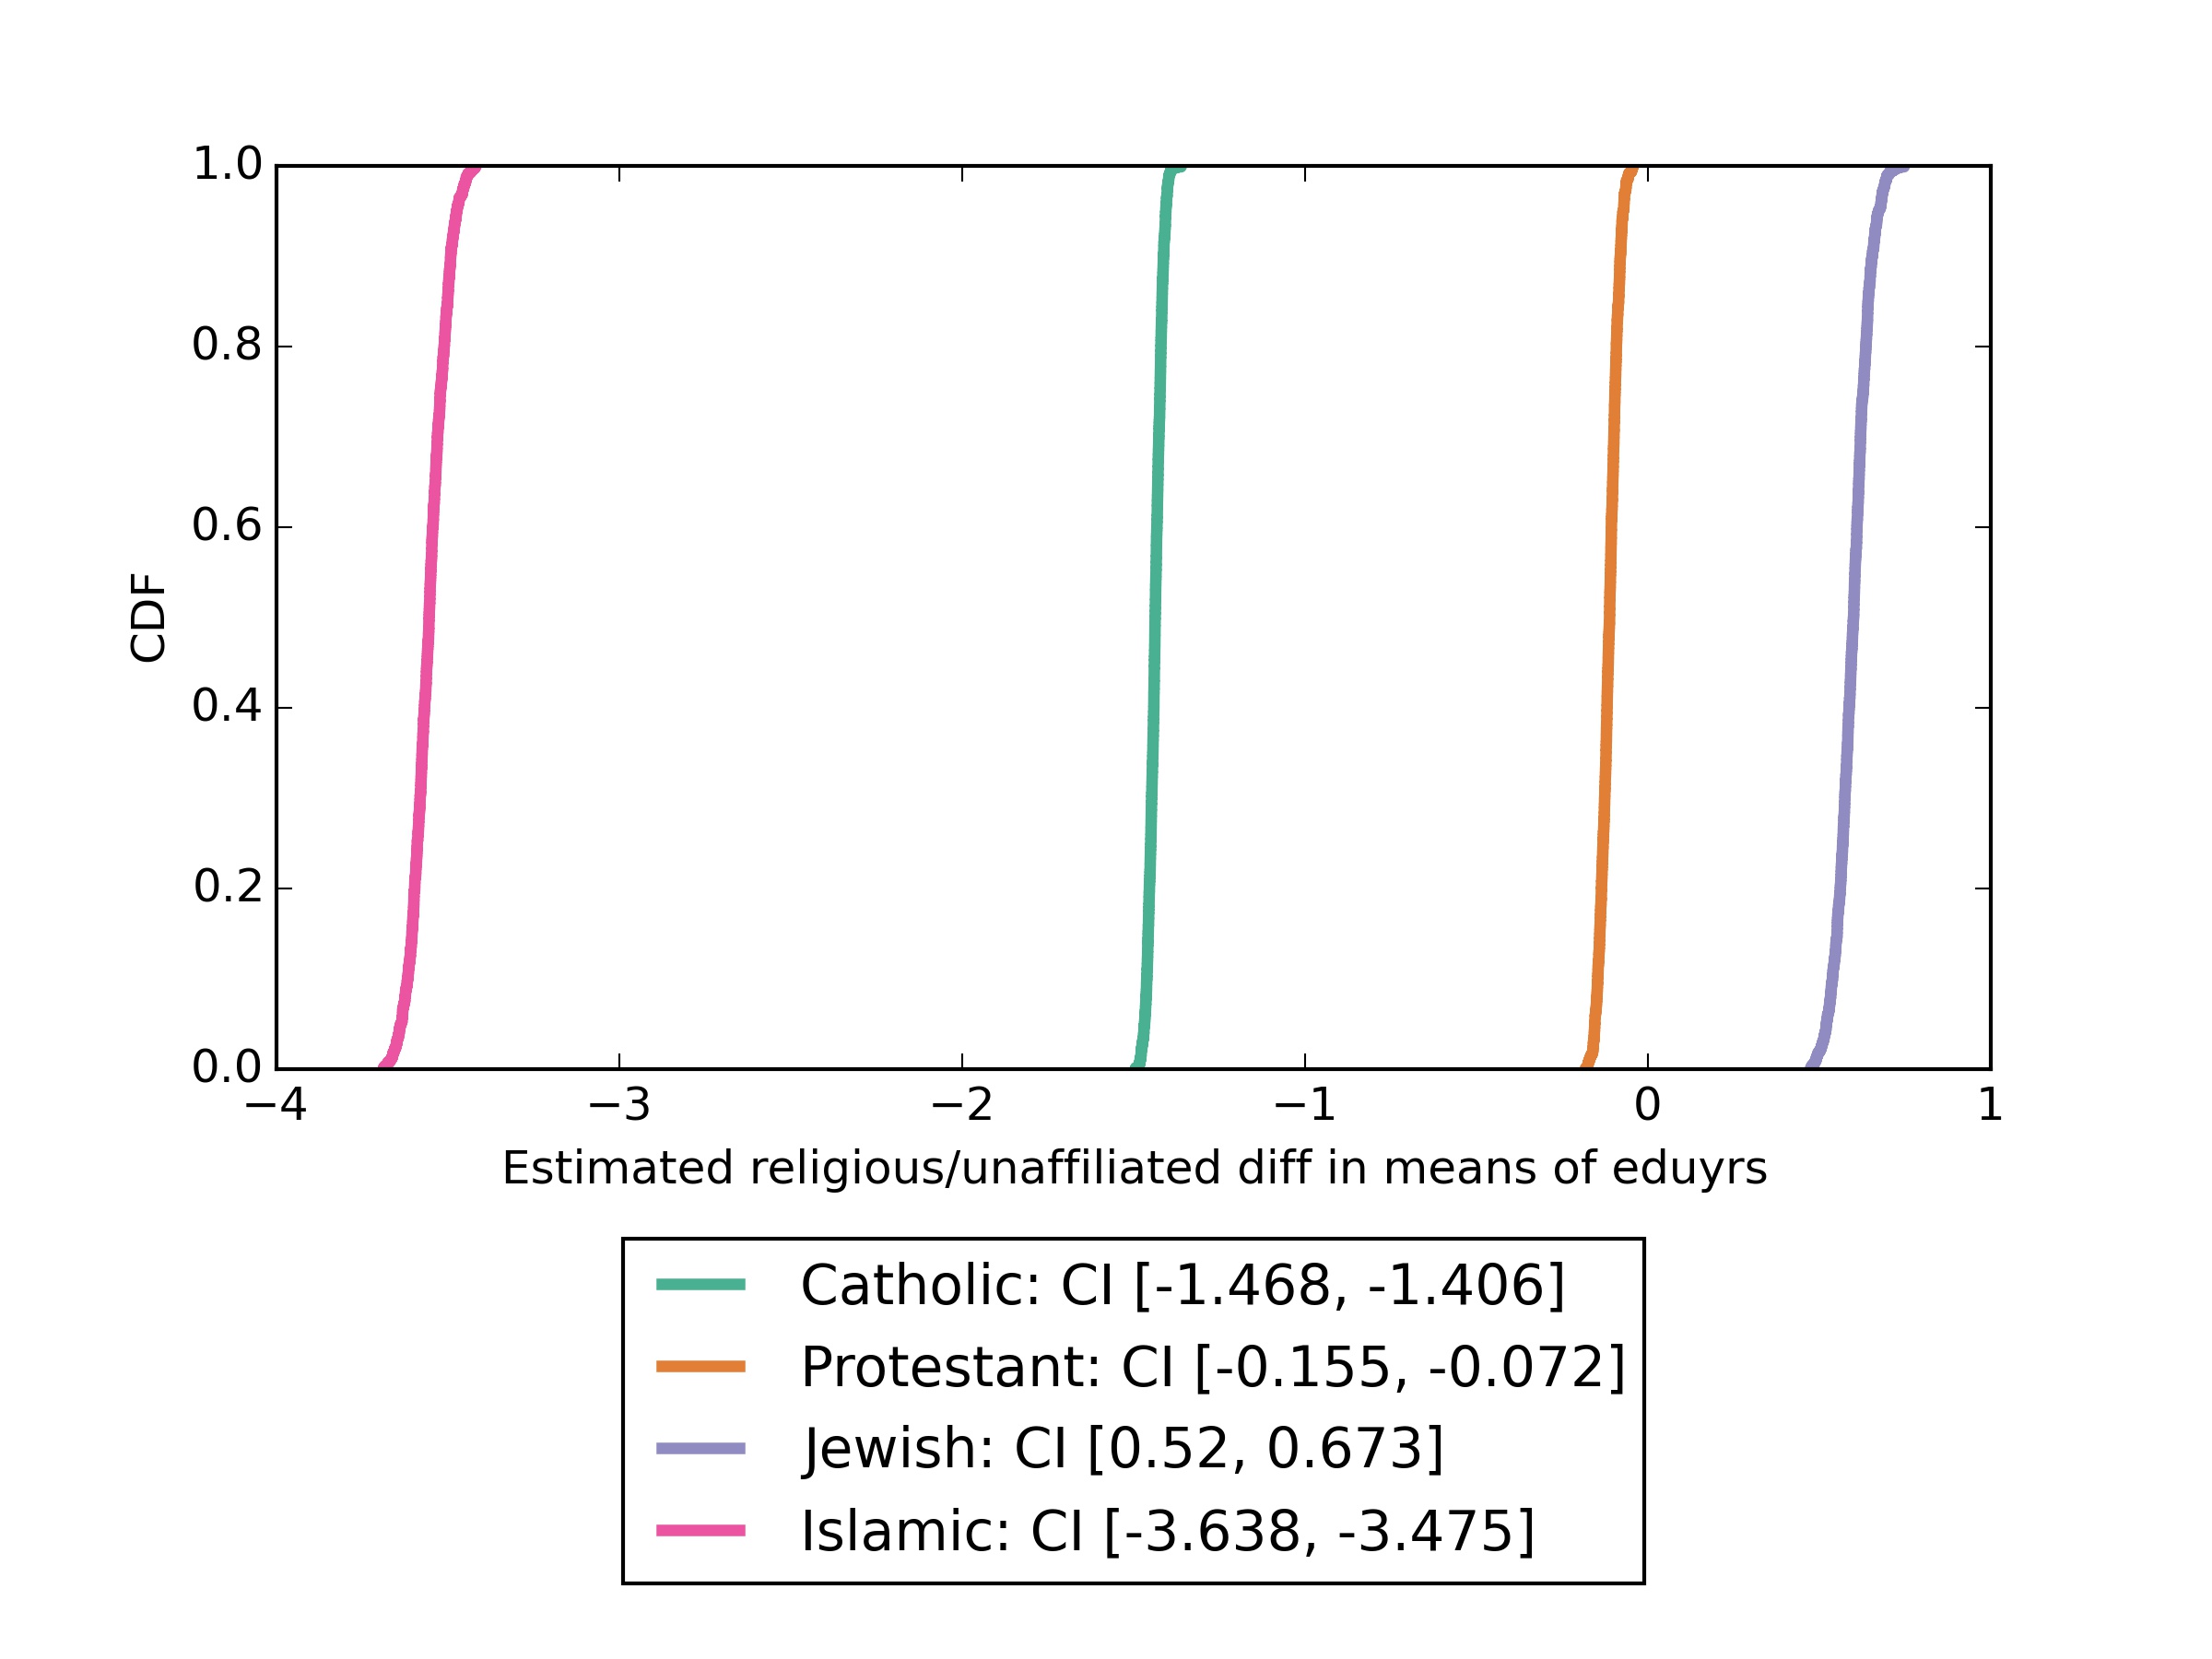 1.0
0.8
0.6
0.4
0.2
0.0
CDF
−4 −3 −2 −1 0 1
Estimated religious/unaffiliated diff in means of eduyrs
Catholic: CI [-1.468, -1.406]
Protestant: CI [-0.155, -0.072]
Jewish: CI [0.52, 0.673]
Islamic: CI [-3.638, -3.475]